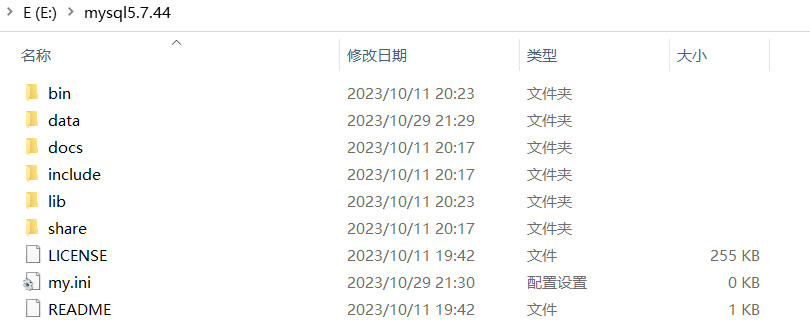 E (E:) mysql5.7.44
名称 修改日期 类型 大小
bin 2023/10/11 20:23 文件夹
data 2023/10/29 21:29 文件夹
docs 2023/10/11 20:17 文件夹
include 2023/10/11 20:17 文件夹
lib 2023/10/11 20:23 文件夹
share 2023/10/11 20:17 文件夹
LICENSE 2023/10/11 19:42 文件 255 KB
my.ini 2023/10/29 21:30 配置设置 0 KB
README 2023/10/11 19:42 文件 1 KB